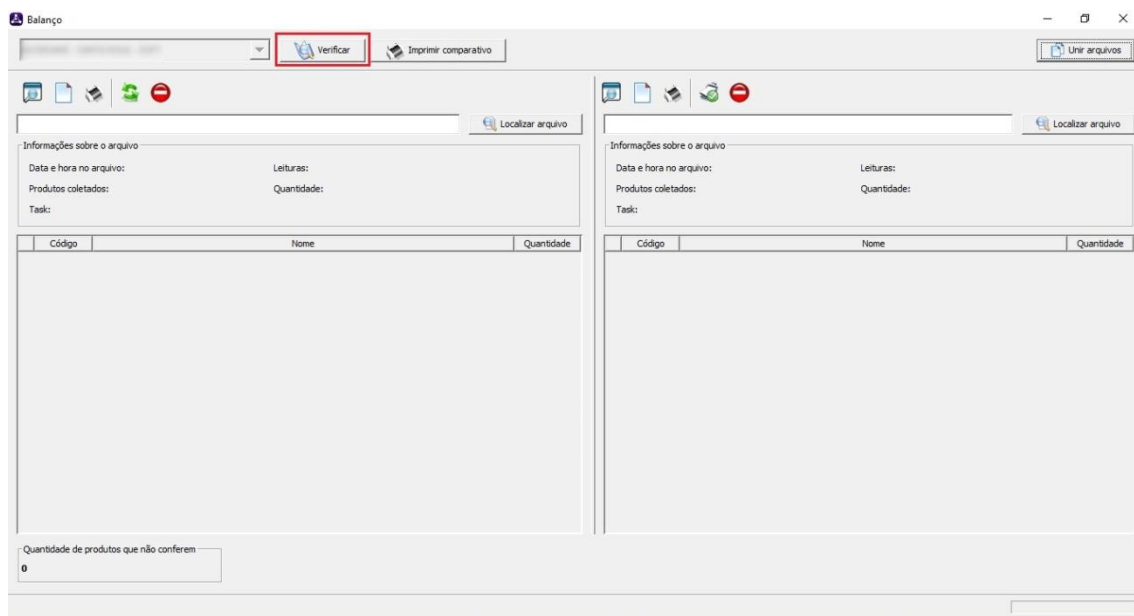 Balanço
Verificar Imprimir comparativo Unir arquivos
Localizar arquivo Localizar arquivo
Informações sobre o arquivo Informações sobre o arquivo
Data e hora no arquivo: Leituras: Data e hora no arquivo: Leituras:
Produtos coletados: Quantidade: Produtos coletados: Quantidade:
Task: Task:
Código Nome Quantidade Código Nome Quantidade
Quantidade de produtos que não conferem
0